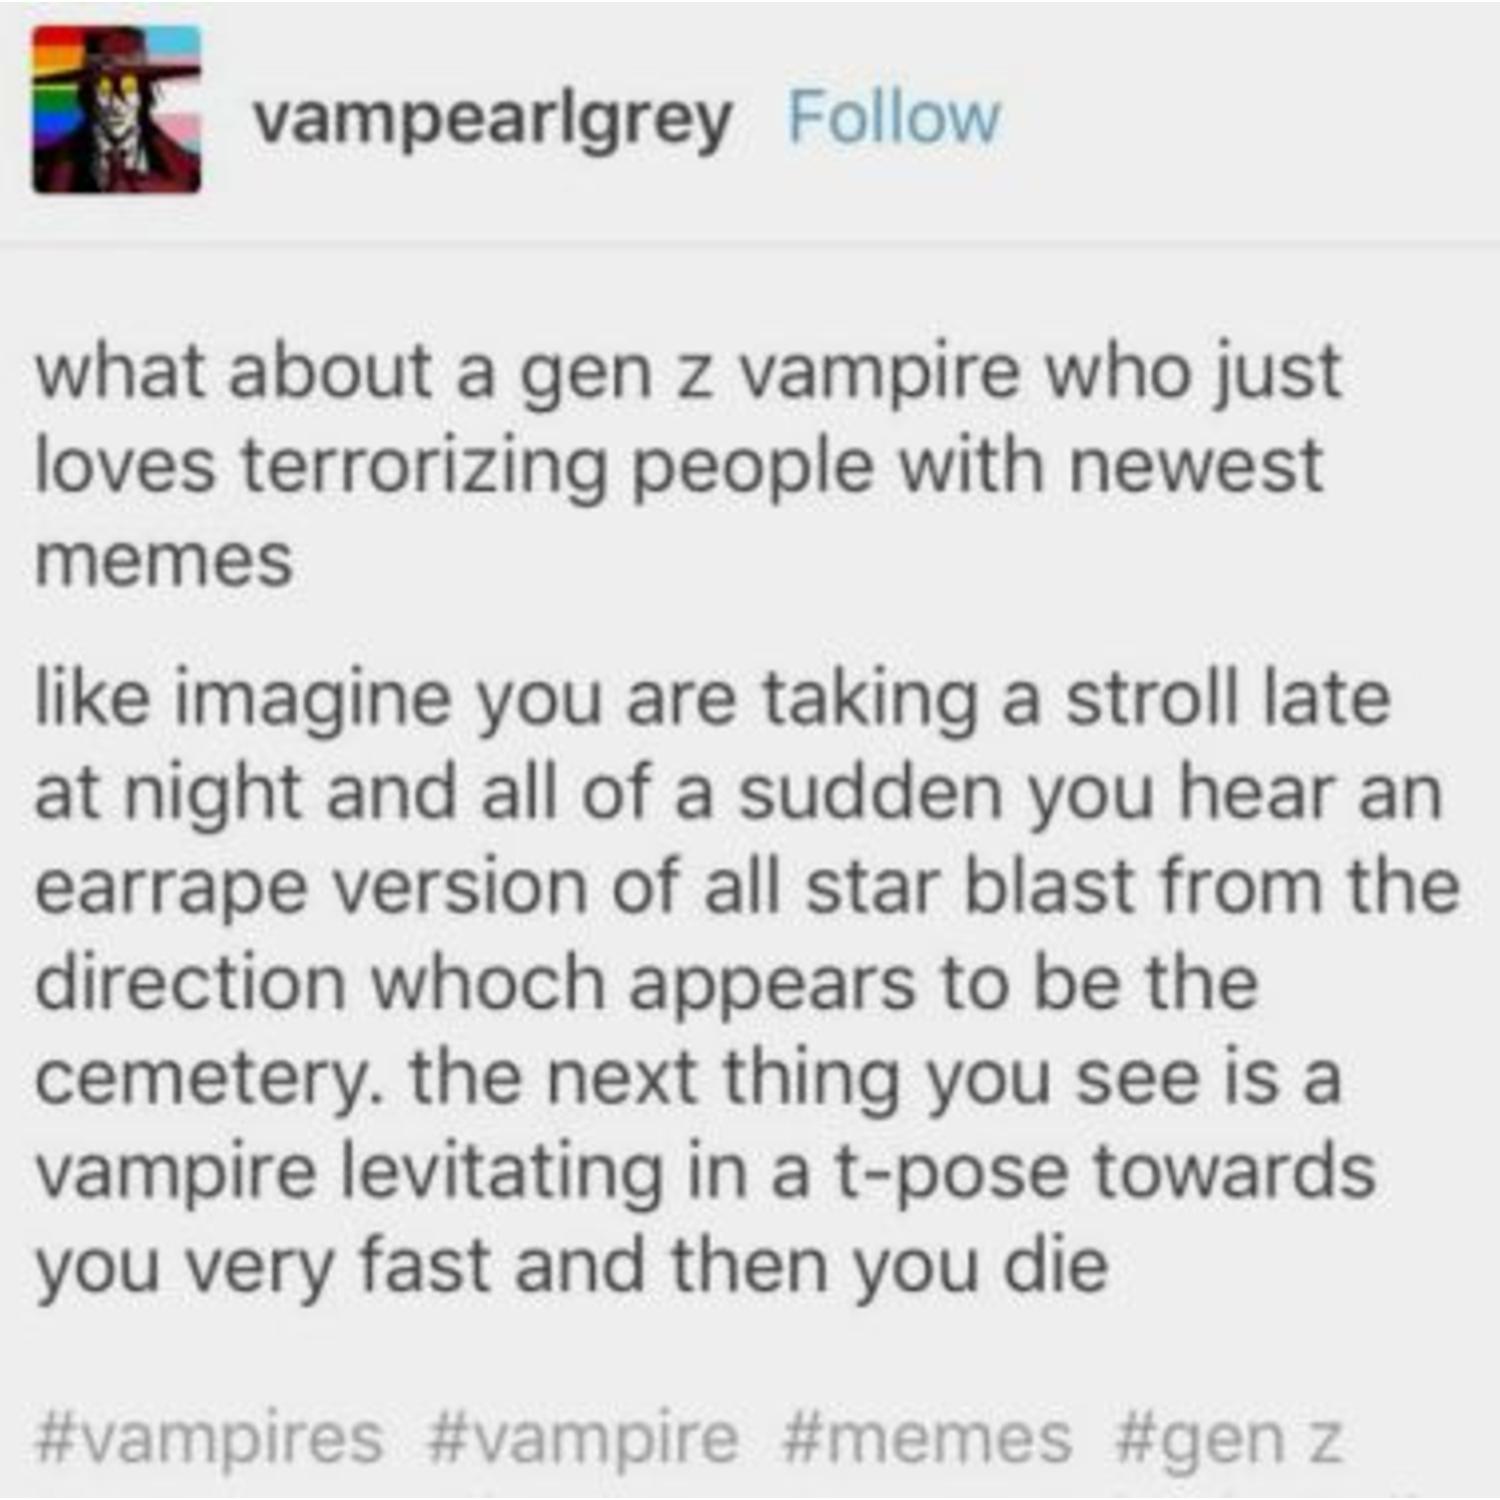 vampearlgrey Follow
what about a gen z vampire who just
loves terrorizing people with newest
memes
like imagine you are taking a stroll late
at night and all of a sudden you hear an
earrape version of all star blast from the
direction whoch appears to be the
cemetery. the next thing you see is a
vampire levitating in a t-pose towards
you very fast and then you die
#vampires #vampire #memes #gen z